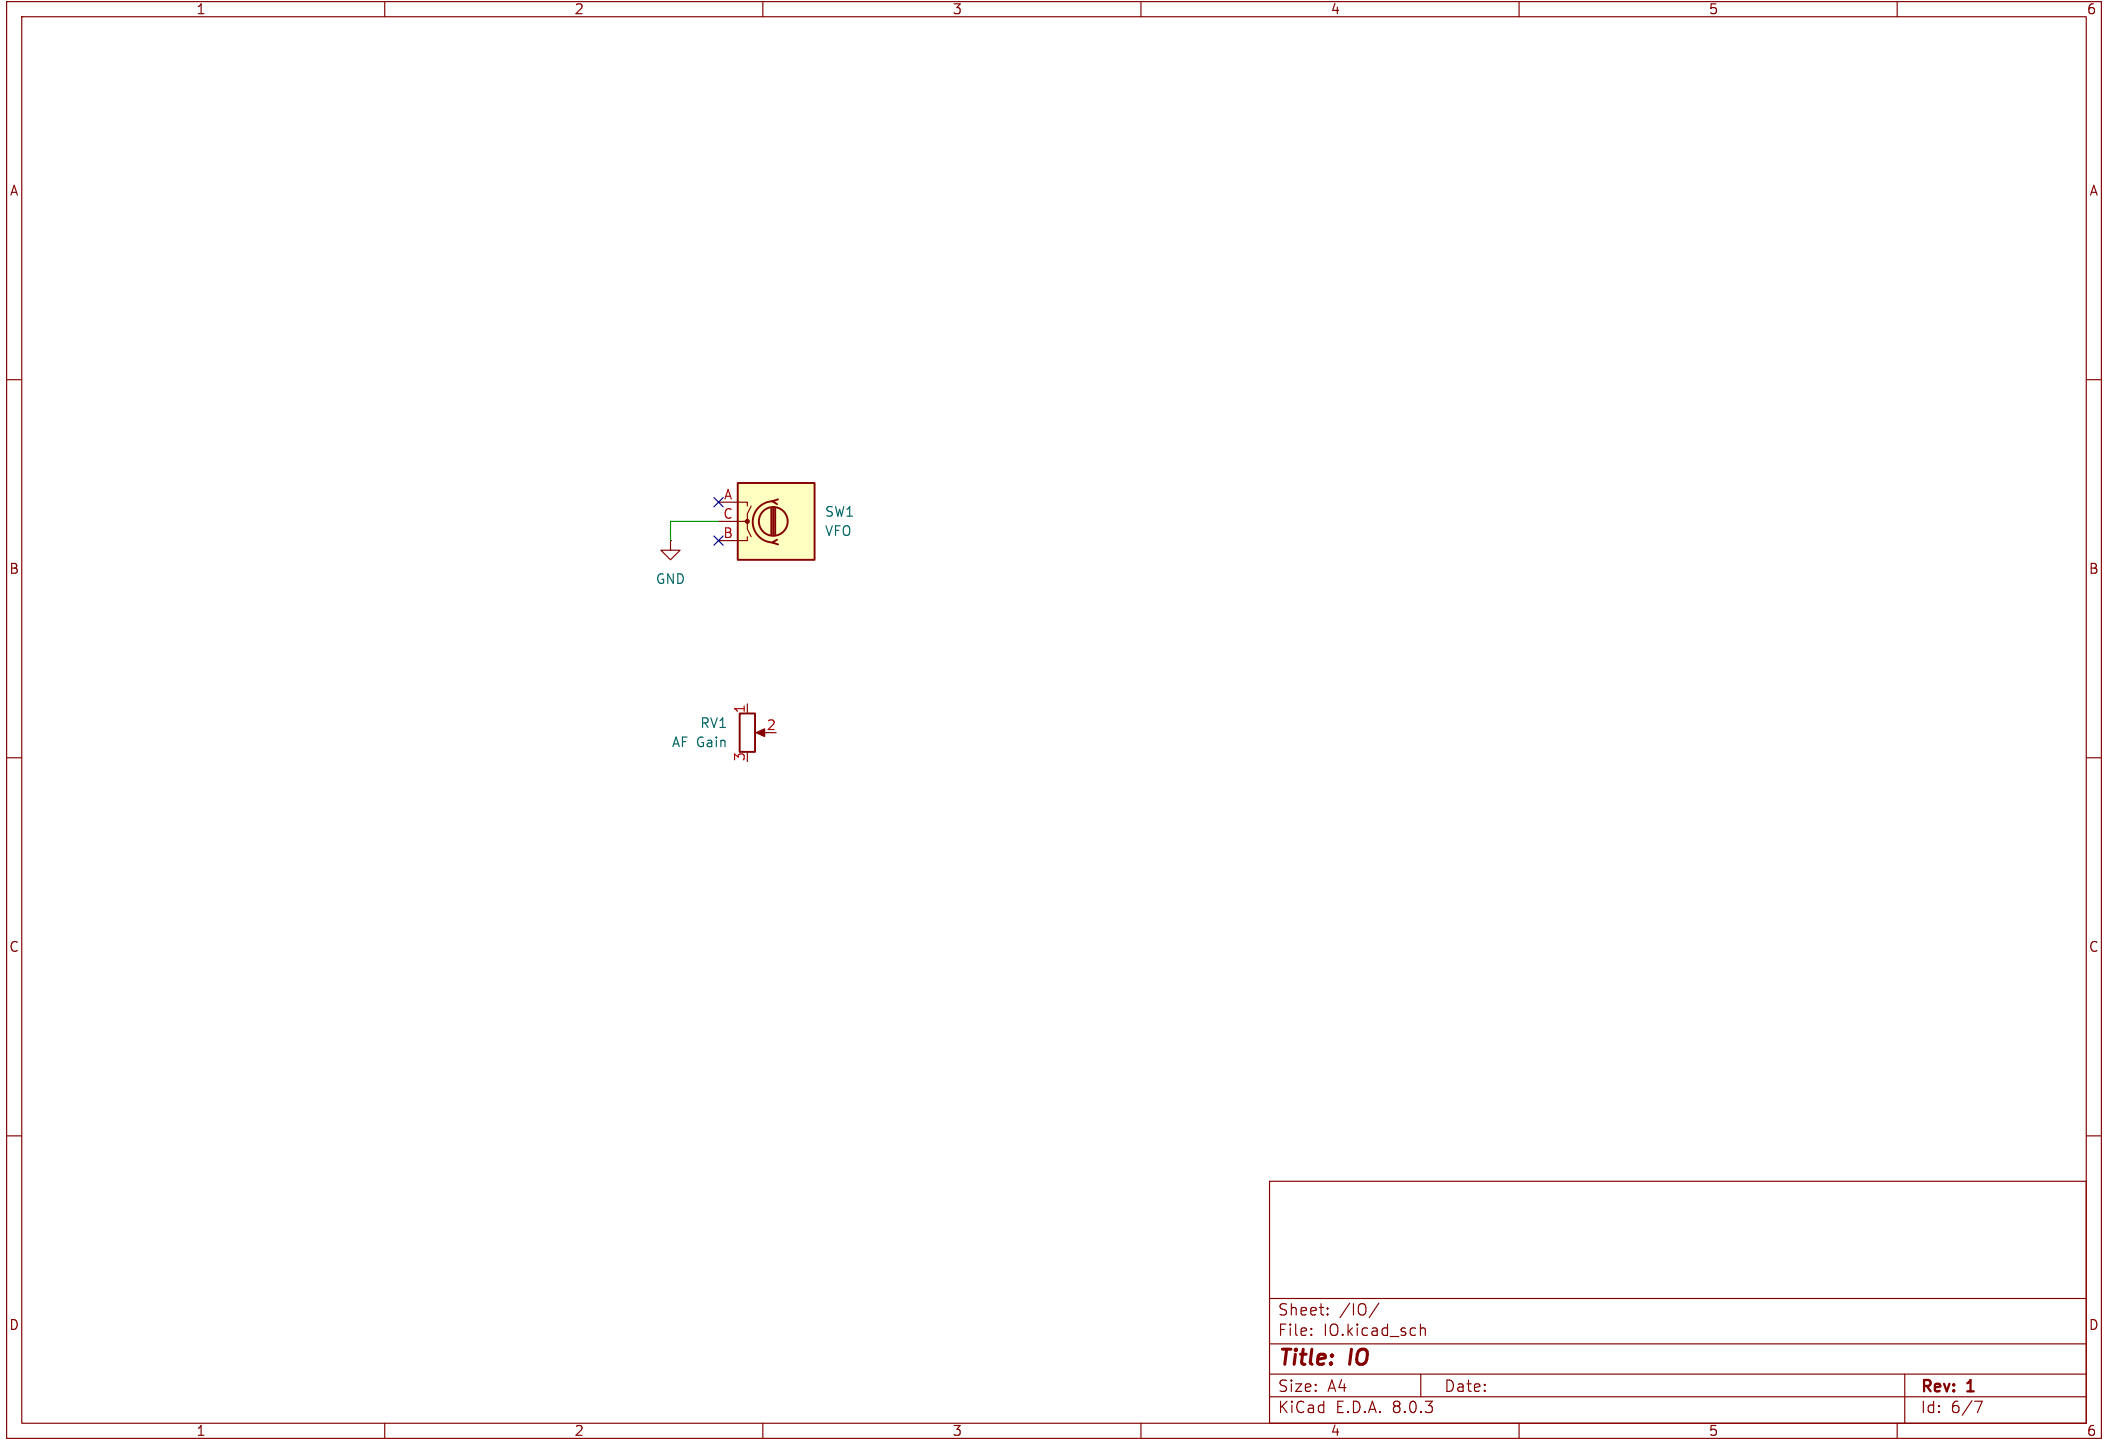 1 2 3 4 5 6
A A
A
C
B
SW1
VFO
GND
B B
1
RV1
2
AF Gain
3
C C
Sheet: /IO/
File: IO.kicad_sch
D D
Title: IO
Size: A4 Date: Rev: 1
KiCad E.D.A. 8.0.3 Id: 6/7
1 2 3 4 5 6